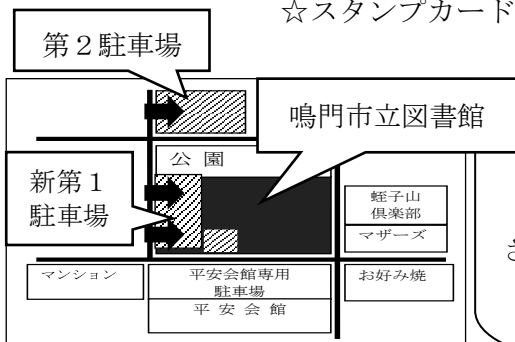 ☆スタンプカード
第2駐車場
鳴門市立図書館
公園
新第1
駐車場
蛭子山
倶楽部
マザーズ
さ
マンション
平安会館専用
駐車場
お好み焼
平安会館